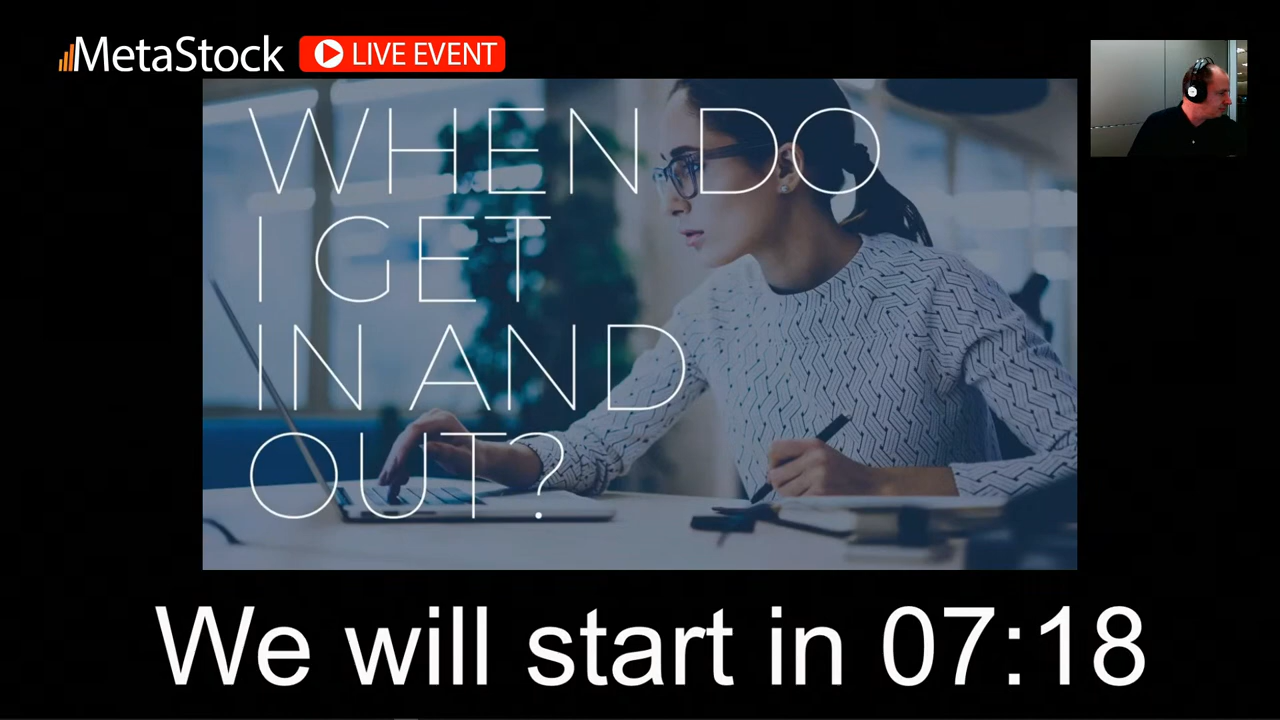 MetaStock LIVE EVENT
WHEN DO
I GET
IN AND
OUT?
We will start in 07:18